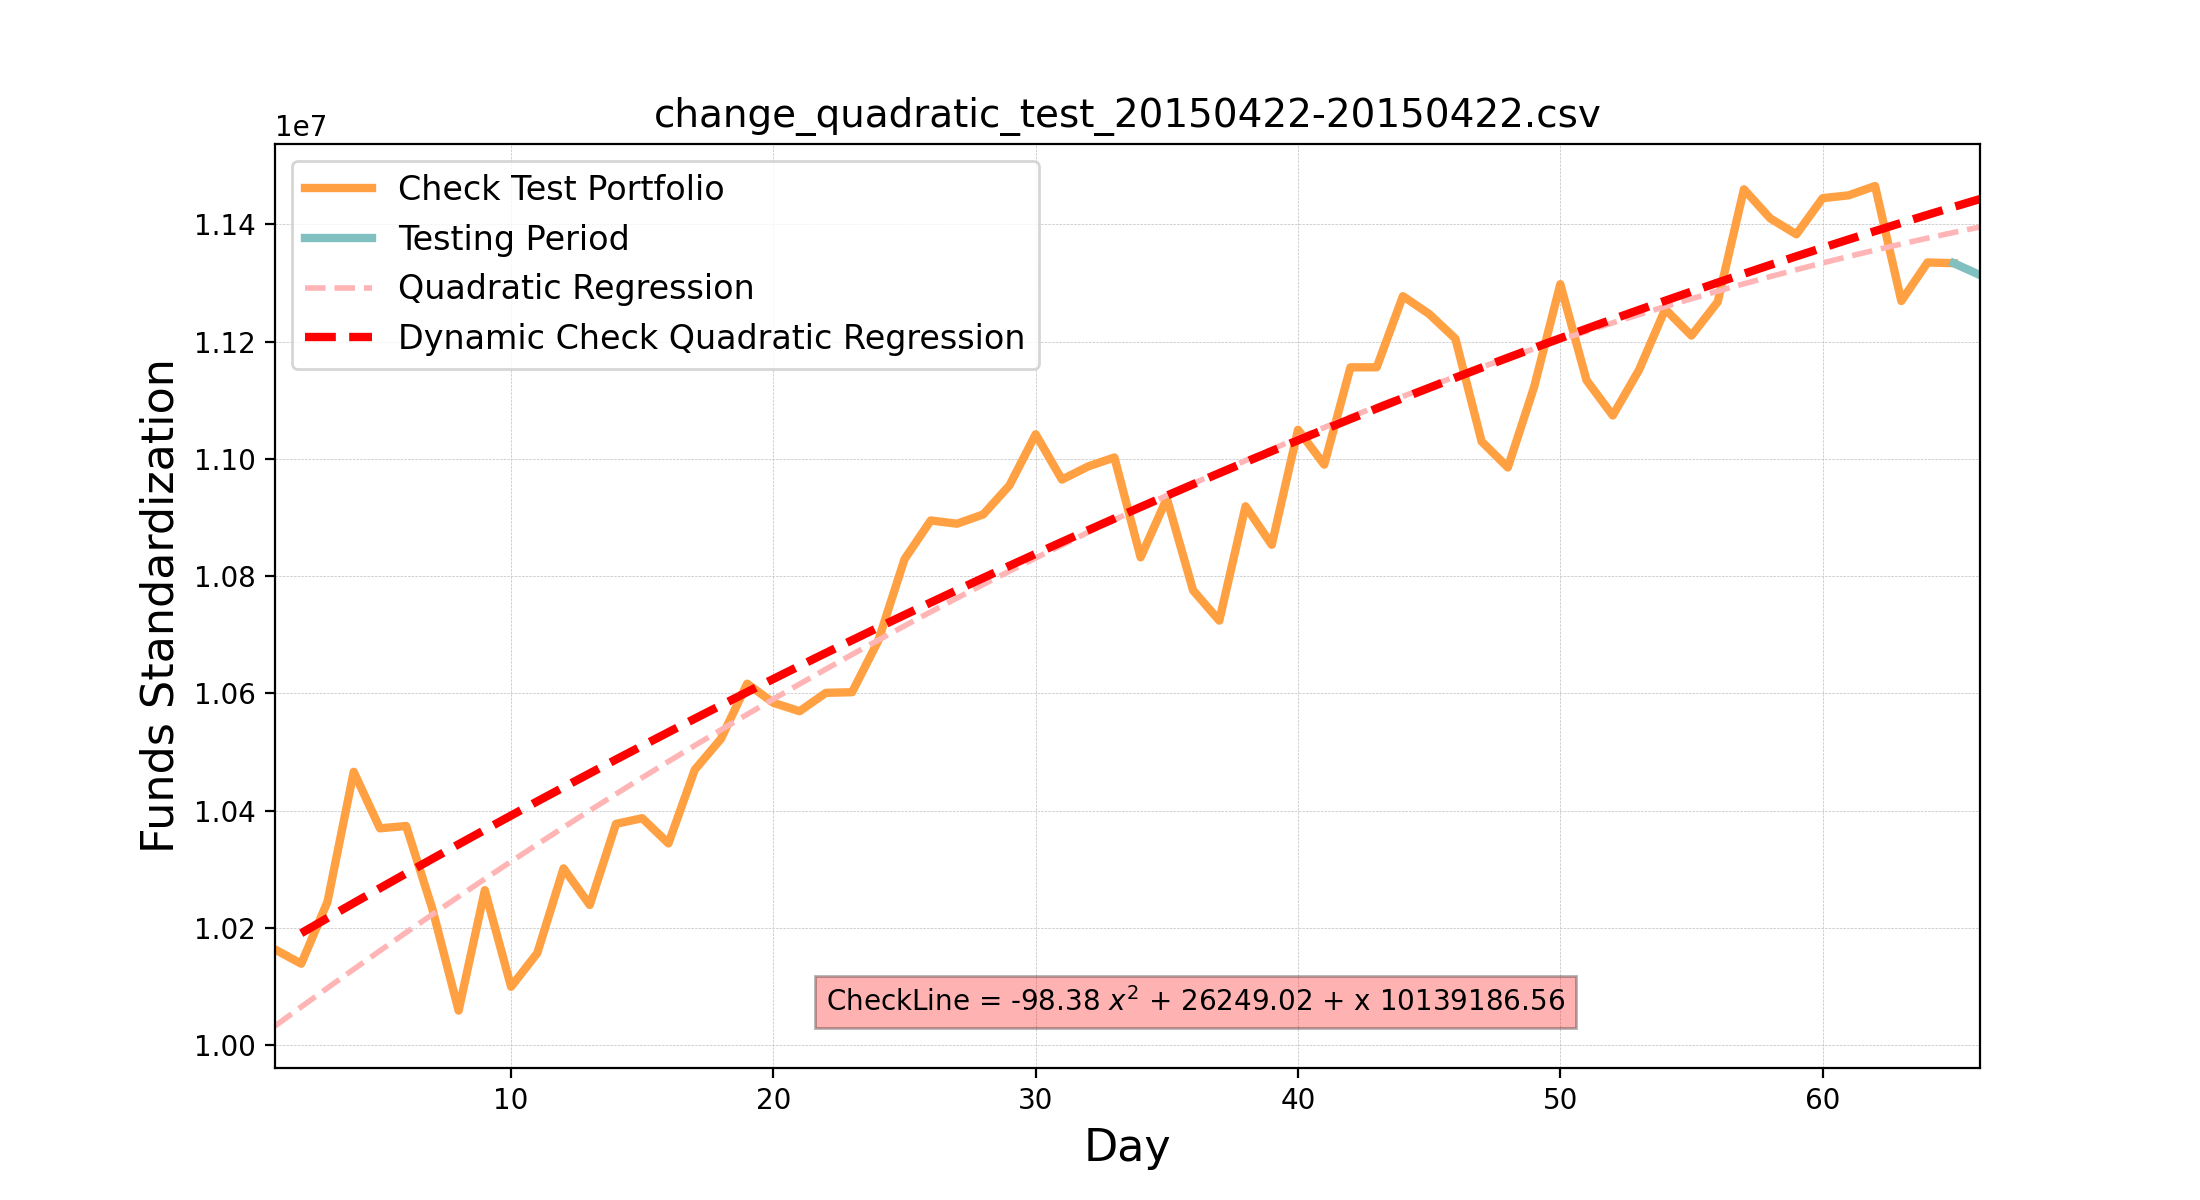 change_quadratic_test_20150422-20150422.csv
1e7
Check Test Portfolio
Testing Period
Quadratic Regression
Dynamic Check Quadratic Regression
1.14
1.12
1.10
1.08
1.06
1.04
1.02
1.00
Funds Standardization
CheckLine = -98.38 x² + 26249.02 + x 10139186.56
10 20 30 40 50 60
Day